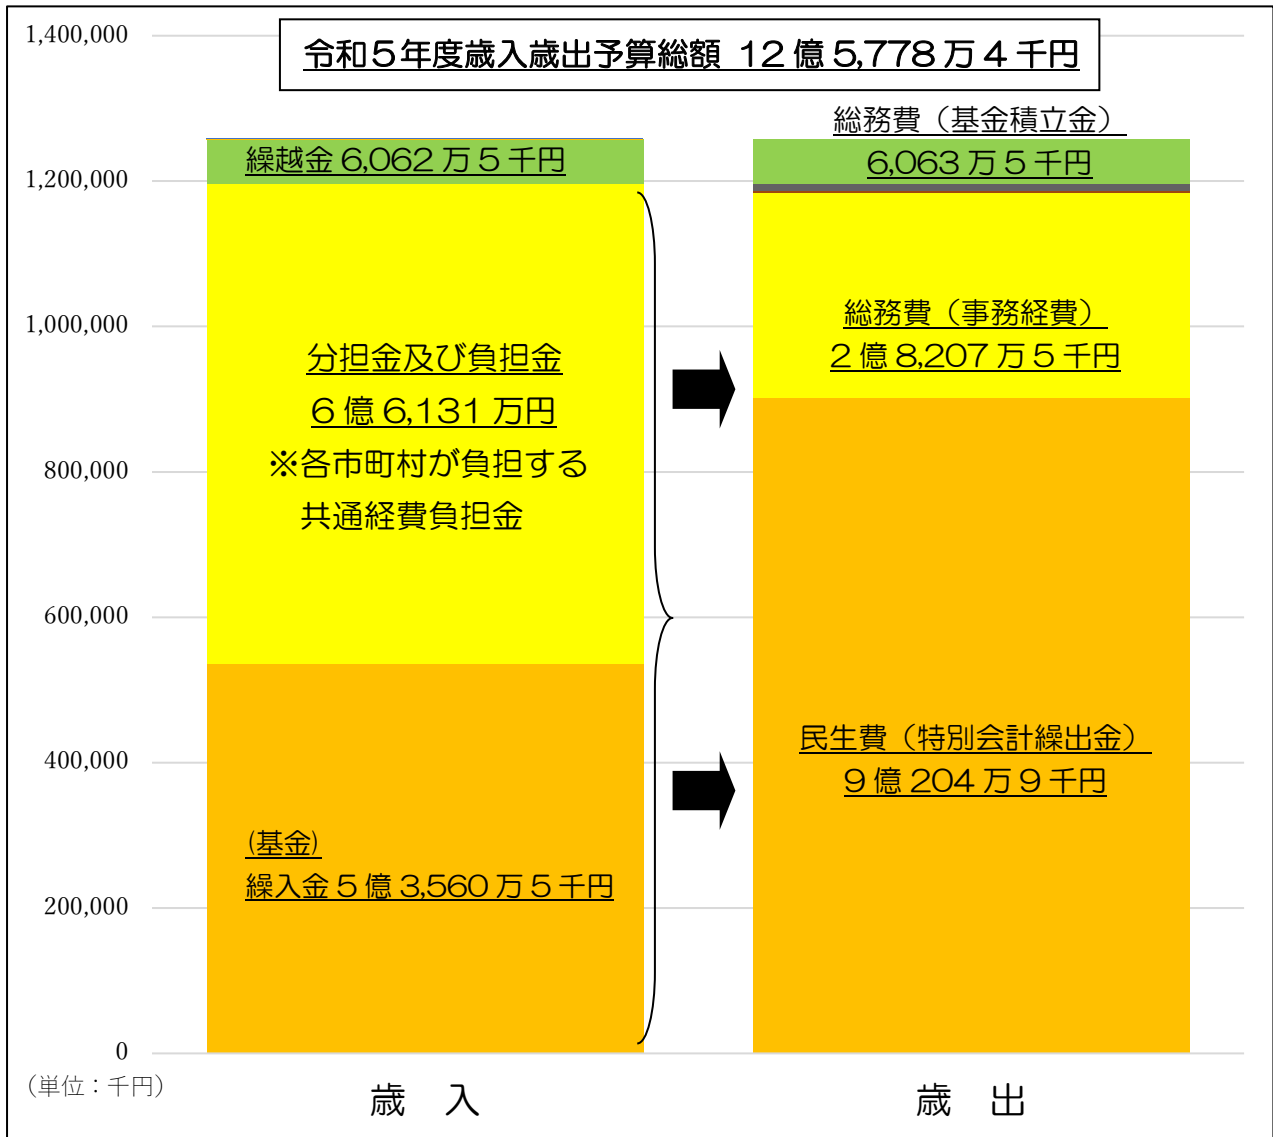 令和５年度歳入歳出予算総額 12億5,778万４千円
1,400,000
1,200,000
1,000,000
800,000
600,000
400,000
200,000
0
(単位：千円)
繰越金 6,062万５千円
分担金及び負担金
６億6,131万円
※各市町村が負担する
共通経費負担金
(基金)
繰入金５億3,560万５千円
歳 入
総務費（基金積立金）
6,063万５千円
総務費（事務経費）
２億8,207万５千円
民生費（特別会計繰出金）
９億204万９千円
歳 出